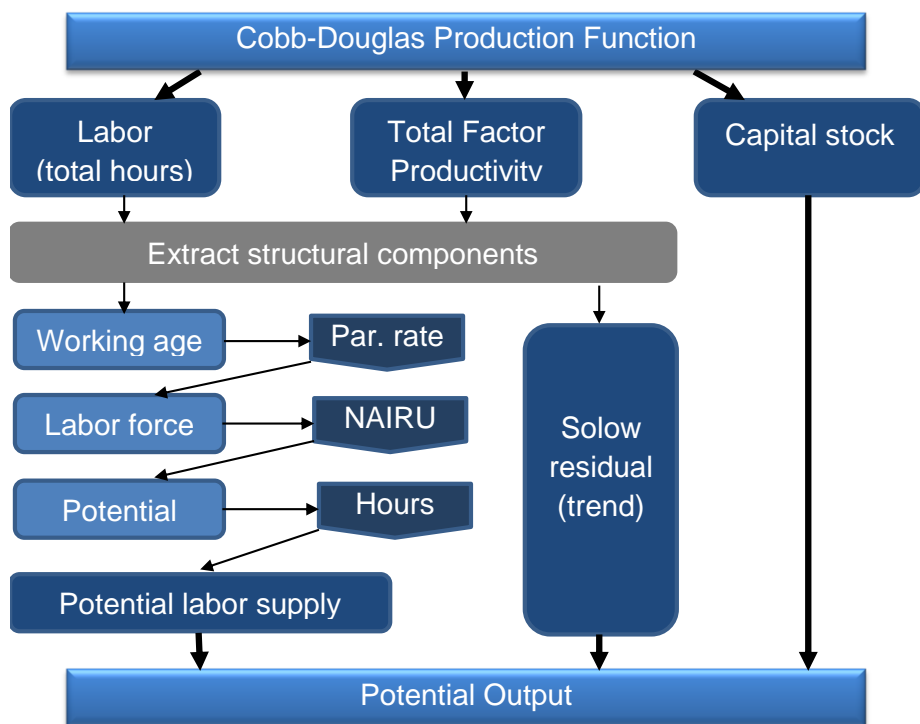 Cobb-Douglas Production Function
Labor
(total hours)
Total Factor
Productivity
Capital stock
Extract structural components
Working age
Par. rate
Labor force
NAIRU
Potential
Hours
Potential labor supply
Solow
residual
(trend)
Potential Output